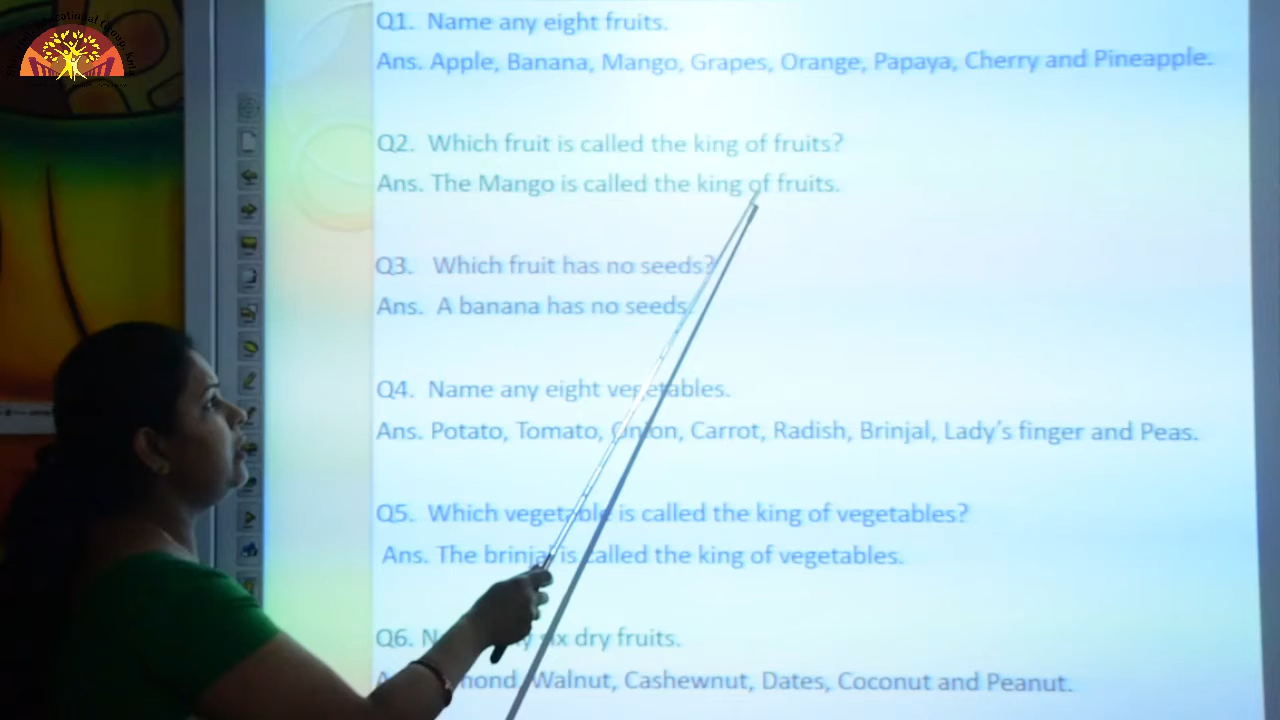 Q1. Name any eight fruits.
Ans. Apple, Banana, Mango, Grapes, Orange, Papaya, Cherry and Pineapple.
Q2. Which fruit is called the king of fruits?
Ans. The Mango is called the king of fruits.
Q3. Which fruit has no seeds?
Ans. A banana has no seeds.
Q4. Name any eight vegetables.
Ans. Potato, Tomato, Onion, Carrot, Radish, Brinjal, Lady's finger and Peas.
Q5. Which vegetable is called the king of vegetables?
Ans. The brinjal is called the king of vegetables.
Q6. six dry fruits.
Walnut, Cashewnut, Dates, Coconut and Peanut.